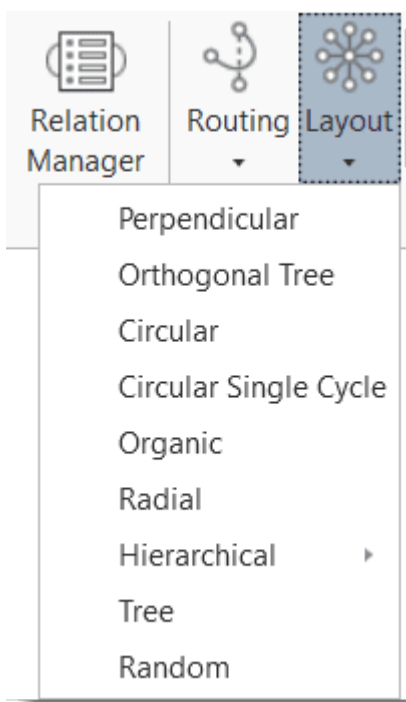 Relation
Manager
Routing
Layout
Perpendicular
Orthogonal Tree
Circular
Circular Single Cycle
Organic
Radial
Hierarchical
Tree
Random